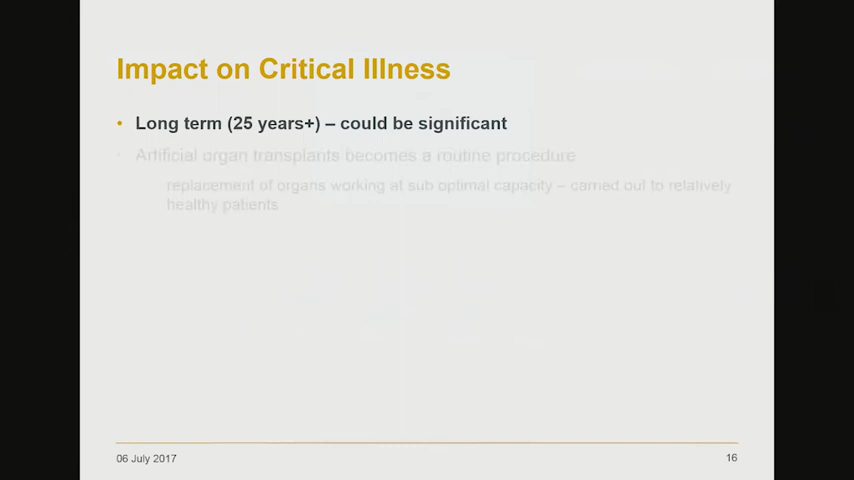 Impact on Critical Illness
• Long term (25 years+) – could be significant
• Artificial organ transplants becomes a routine procedure
replacement of organs working at sub optimal capacity – carried out to relatively
healthy patients
06 July 2017
16